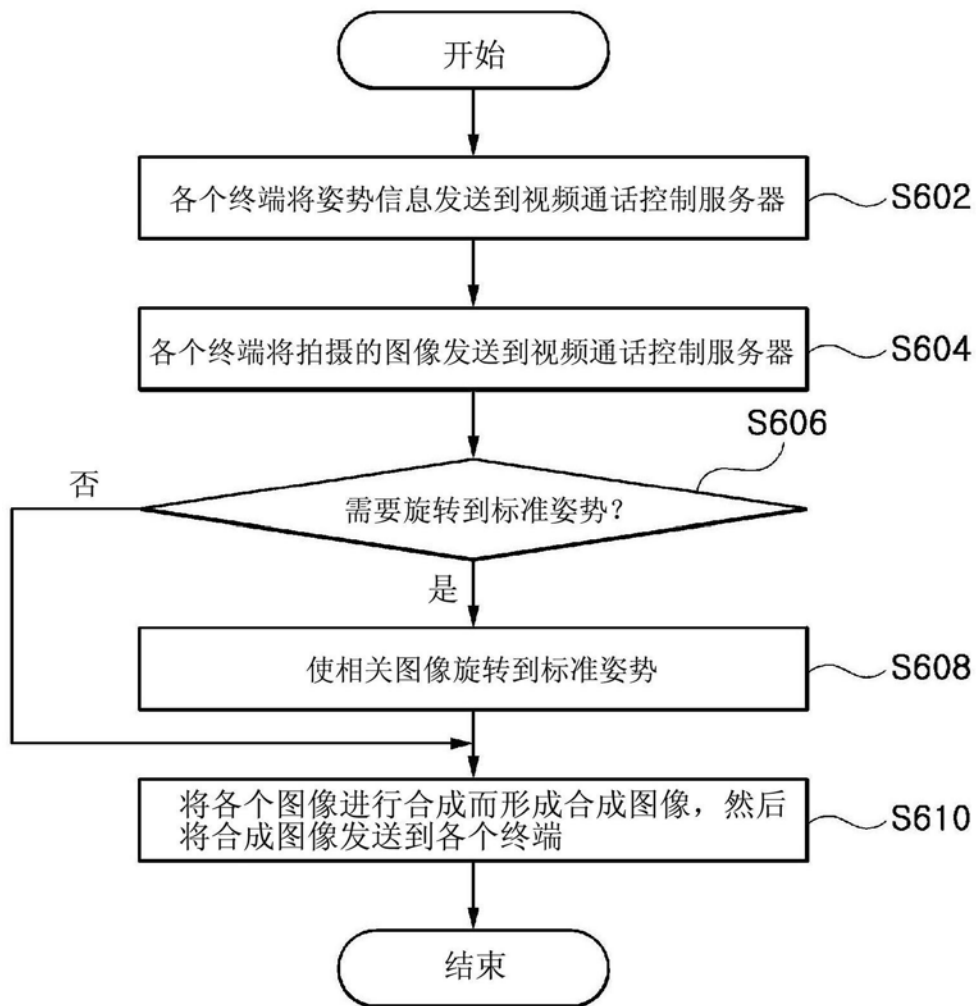 开始
各个终端将姿势信息发送到视频通话控制服务器
S602
各个终端将拍摄的图像发送到视频通话控制服务器
S604
S606
否
需要旋转到标准姿势？
是
使相关图像旋转到标准姿势
S608
将各个图像进行合成而形成合成图像，然后
将合成图像发送到各个终端
S610
结束